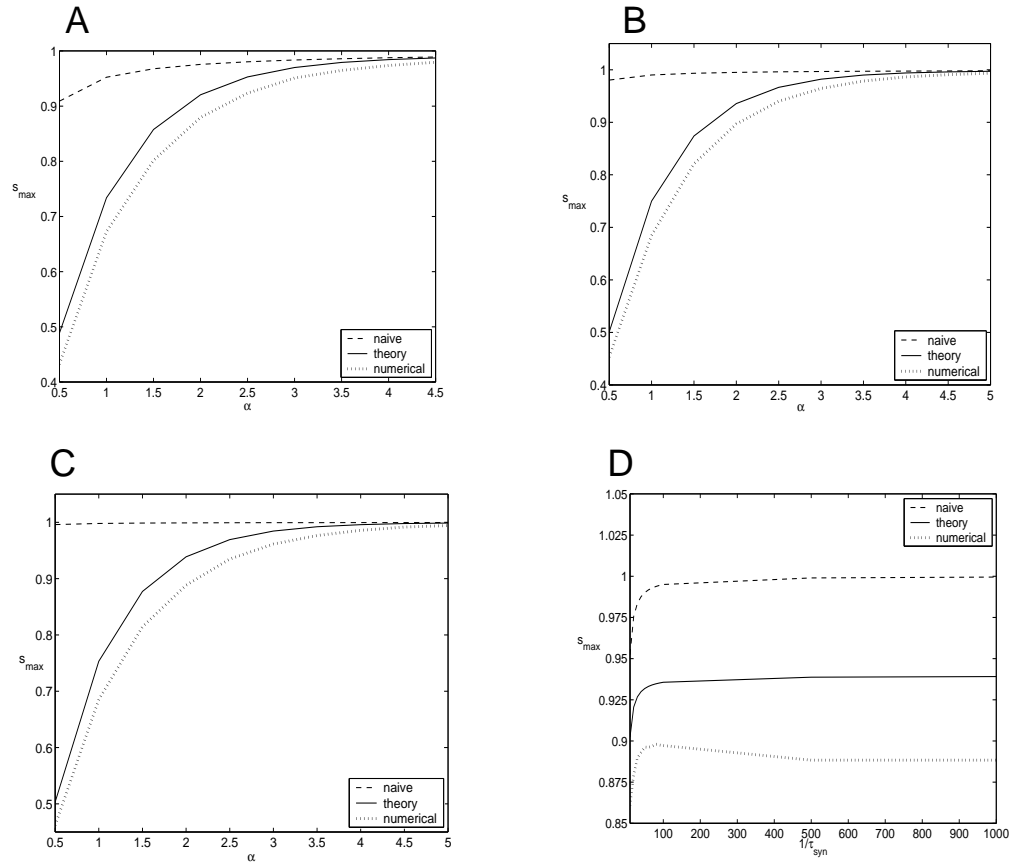 A
1
0.9
0.8
0.7
0.6
0.5
0.4
s_max
0.5 1 1.5 2 2.5 3 3.5 4 4.5
α
naive
theory
numerical
B
1
0.9
0.8
0.7
0.6
0.5
0.4
s_max
0.5 1 1.5 2 2.5 3 3.5 4 4.5 5
α
naive
theory
numerical
C
1
0.9
0.8
0.7
0.6
0.5
s_max
0.5 1 1.5 2 2.5 3 3.5 4 4.5 5
α
naive
theory
numerical
D
1.05
1.025
1
0.975
0.95
0.925
0.9
0.875
0.85
s_max
100 200 300 400 500 600 700 800 900 1000
1/τ_syn
naive
theory
numerical